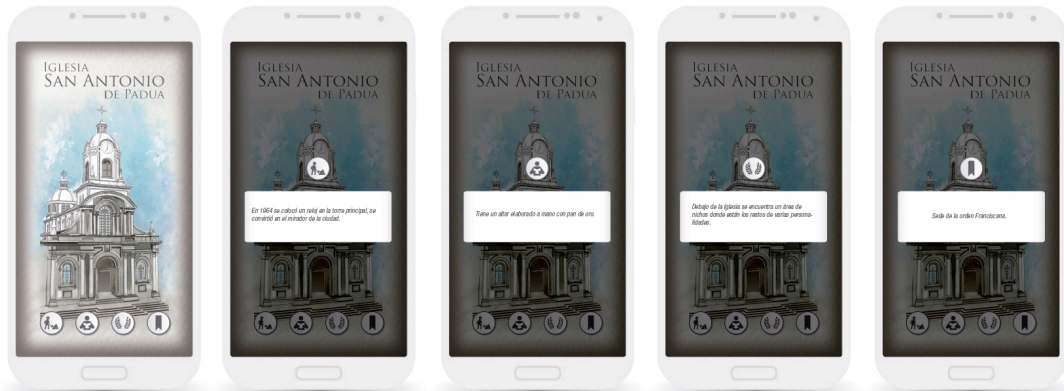 IGLESIA
SAN ANTONIO
DE PADUA
IGLESIA
SAN ANTONIO
DE PADUA
En 1964 se colocó un reloj en la torre principal, se
convirtió en el mirador de la ciudad.
IGLESIA
SAN ANTONIO
DE PADUA
Tiene un altar elaborado a mano con pan de oro.
IGLESIA
SAN ANTONIO
DE PADUA
Debajo de la Iglesia se encuentra un área de
nichos donde están los restos de varias persona-
lidades.
IGLESIA
SAN ANTONIO
DE PADUA
Sede de la orden Franciscana.